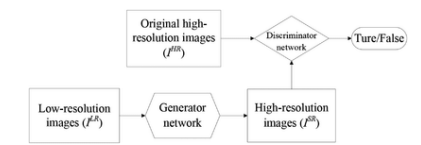 Original high-
resolution images
(I^HR)
Discriminator
network
Ture/False
Low-resolution
images (I^LR)
Generator
network
High-resolution
images (I^SR)